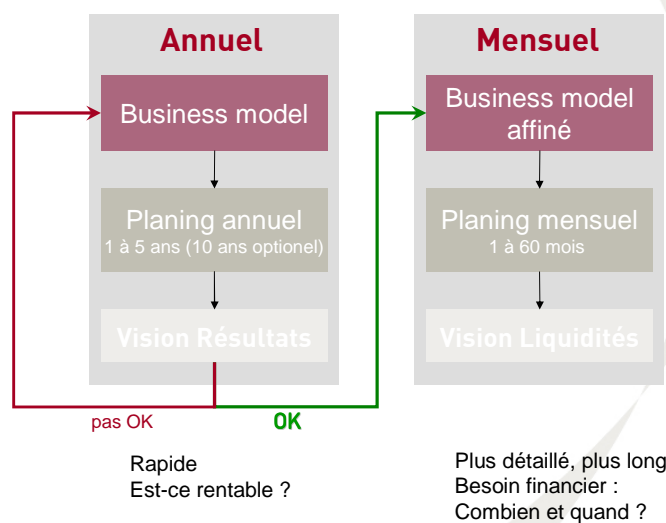 Annuel
Business model
Planing annuel
1 à 5 ans (10 ans optionel)
Vision Résultats
pas OK
OK
Rapide
Est-ce rentable ?
Mensuel
Business model
affiné
Planing mensuel
1 à 60 mois
Vision Liquidités
Plus détaillé, plus long
Besoin financier :
Combien et quand ?